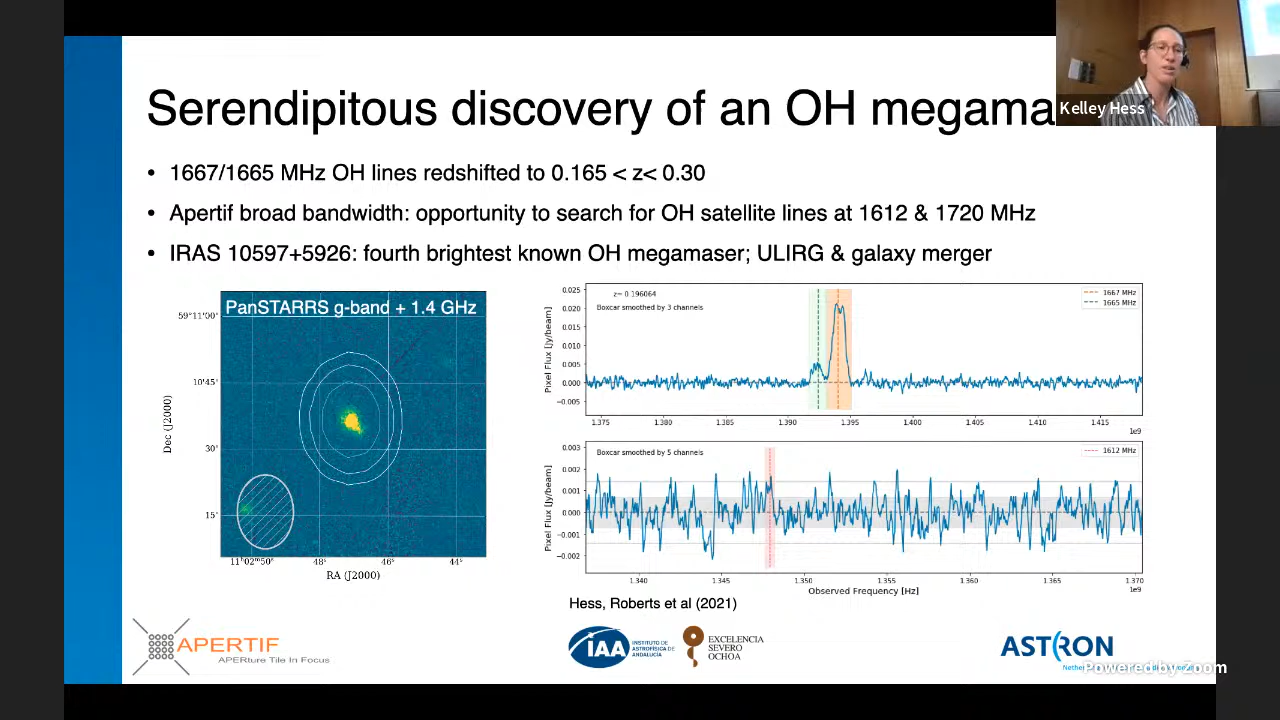 Serendipitous discovery of an OH megama
Kelley Hess
• 1667/1665 MHz OH lines redshifted to 0.165 < z< 0.30
• Apertif broad bandwidth: opportunity to search for OH satellite lines at 1612 & 1720 MHz
• IRAS 10597+5926: fourth brightest known OH megamaser; ULIRG & galaxy merger
PanSTARRS g-band + 1.4 GHz
59°11'00"
10'45"
30"
15"
11ʰ02ᵐ50ˢ 48ˢ 46ˢ 44ˢ
Dec (J2000)
RA (J2000)
z= 0.196064
Boxcar smoothed by 3 channels
1667 MHz
1665 MHz
Pixel Flux [Jy/beam]
0.025
0.020
0.015
0.010
0.005
0.000
−0.005
1.375 1.380 1.385 1.390 1.395 1.400 1.405 1.410 1.415
1e9
Boxcar smoothed by 5 channels
1612 MHz
Pixel Flux [Jy/beam]
0.003
0.002
0.001
0.000
−0.001
−0.002
1.340 1.345 1.350 1.355 1.360 1.365 1.370
1e9
Observed Frequency [Hz]
Hess, Roberts et al (2021)
APERTIF
APERture Tile In Focus
IAA
INSTITUTO DE
ASTROFÍSICA DE
ANDALUCÍA
EXCELENCIA
SEVERO
OCHOA
ASTRON
Powered by Zoom